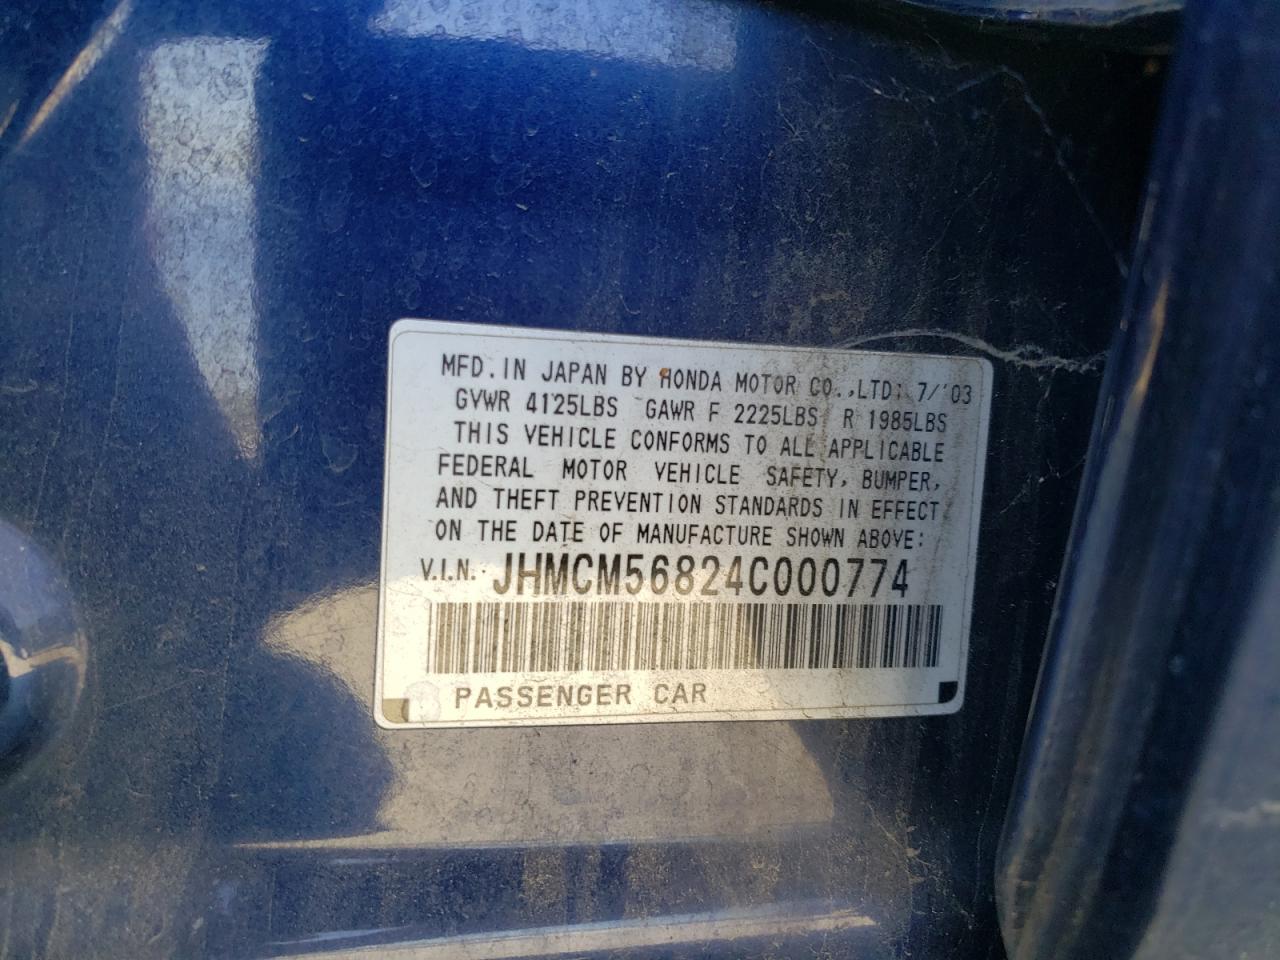 MFD. IN JAPAN BY HONDA MOTOR CO.,LTD: 7/'03
GVWR 4125LBS GAWR F 2225LBS R 1985LBS
THIS VEHICLE CONFORMS TO ALL APPLICABLE
FEDERAL MOTOR VEHICLE SAFETY, BUMPER,
AND THEFT PREVENTION STANDARDS IN EFFECT
ON THE DATE OF MANUFACTURE SHOWN ABOVE:
V.I.N.: JHMCM56824C000774
PASSENGER CAR